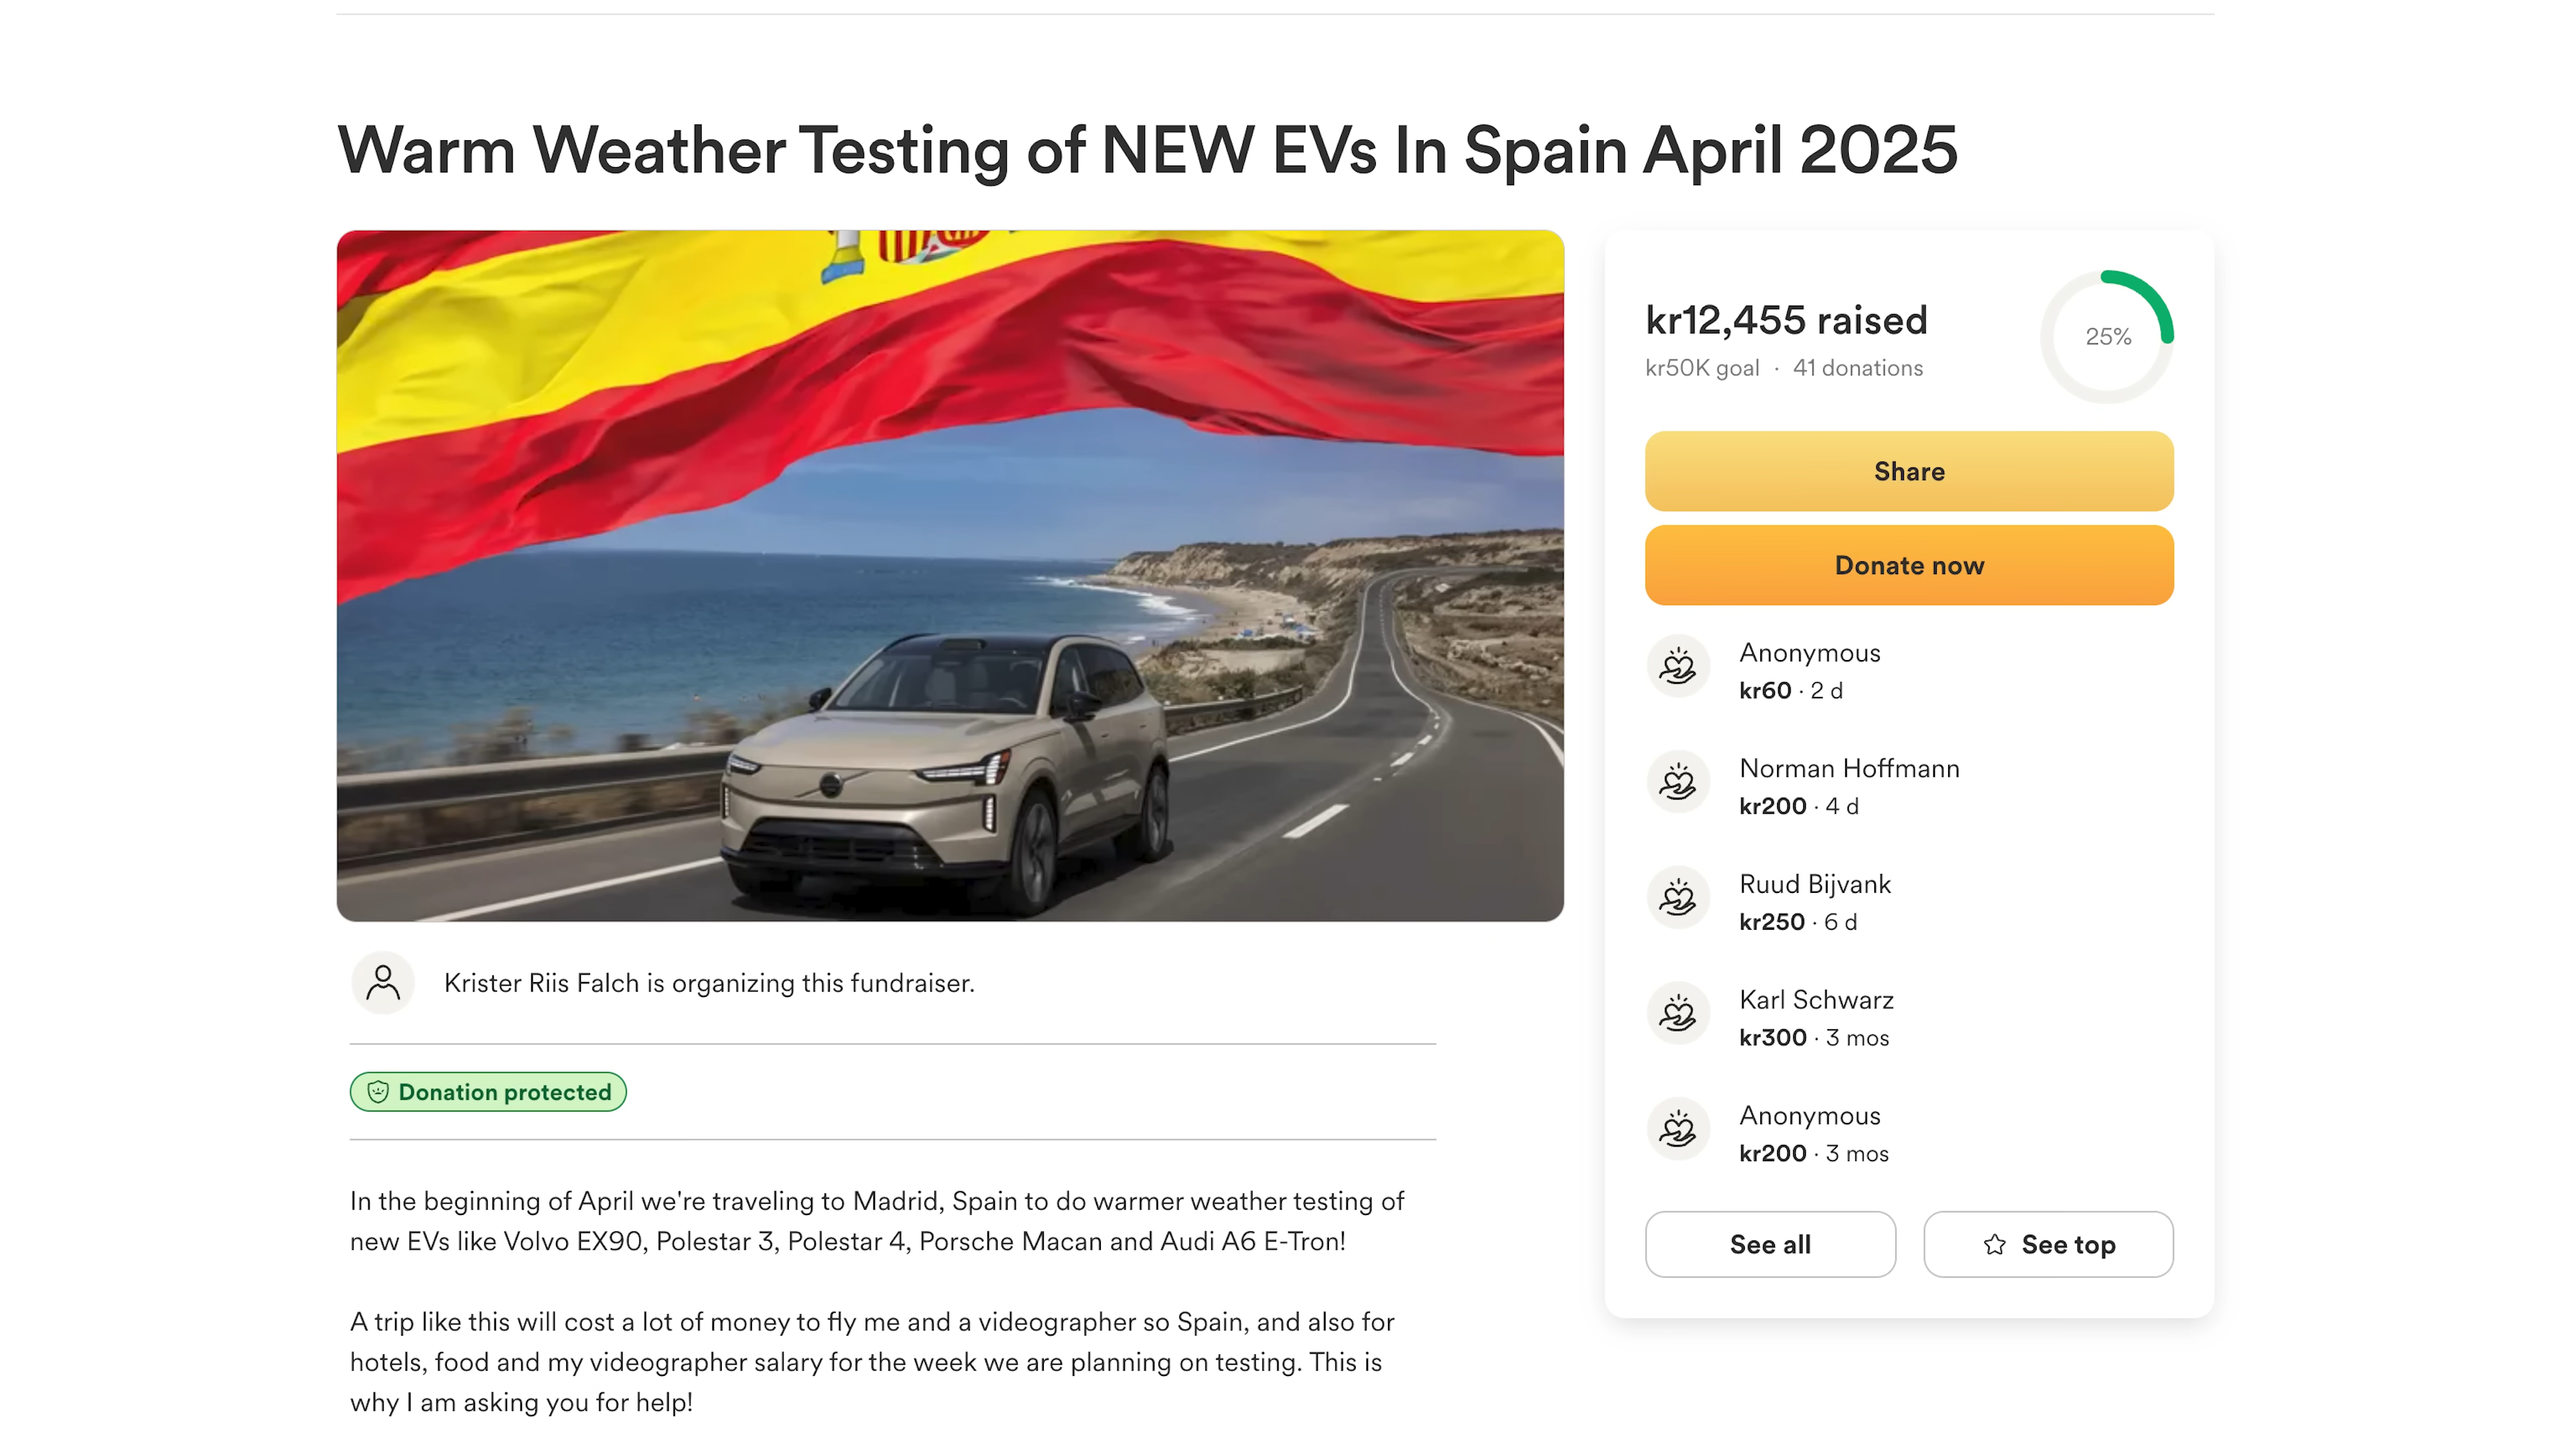 Warm Weather Testing of NEW EVs In Spain April 2025
kr12,455 raised
kr50K goal · 41 donations
25%
Share
Donate now
Anonymous
kr60 · 2 d
Norman Hoffmann
kr200 · 4 d
Ruud Bijvank
kr250 · 6 d
Karl Schwarz
kr300 · 3 mos
Anonymous
kr200 · 3 mos
See all
See top
Krister Riis Falch is organizing this fundraiser.
Donation protected
In the beginning of April we're traveling to Madrid, Spain to do warmer weather testing of
new EVs like Volvo EX90, Polestar 3, Polestar 4, Porsche Macan and Audi A6 E-Tron!
A trip like this will cost a lot of money to fly me and a videographer so Spain, and also for
hotels, food and my videographer salary for the week we are planning on testing. This is
why I am asking you for help!